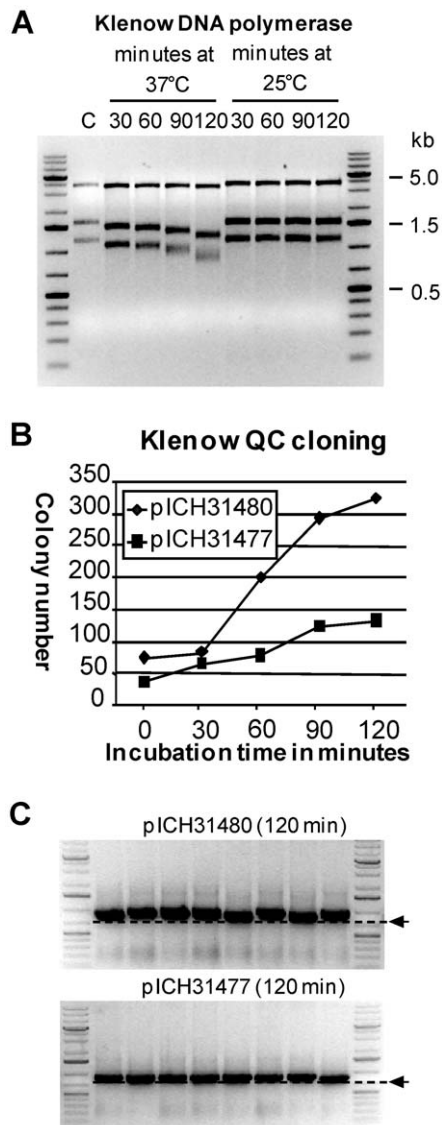 A
Klenow DNA polymerase
minutes at minutes at
37°C 25°C
C 30 60 90 120 30 60 90 120
kb
5.0
1.5
0.5
B
Klenow QC cloning
350
300
250
200
150
100
50
0
Colony number
pICH31480
pICH31477
0 30 60 90 120
Incubation time in minutes
C
pICH31480 (120 min)
pICH31477 (120 min)